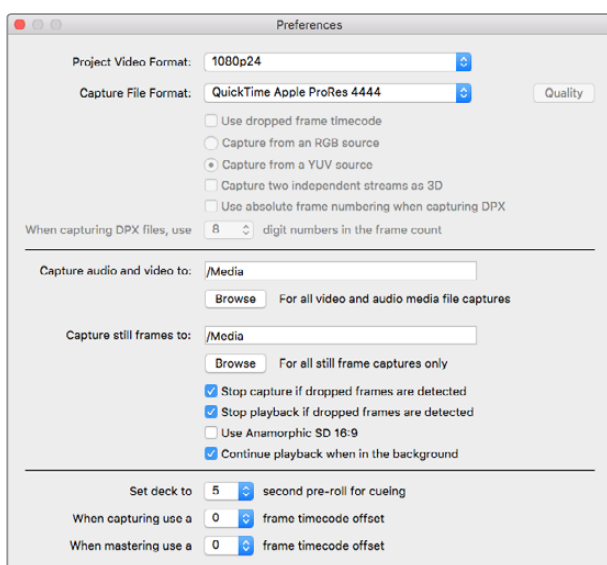 Preferences
Project Video Format: 1080p24
Capture File Format: QuickTime Apple ProRes 4444 Quality
Use dropped frame timecode
Capture from an RGB source
Capture from a YUV source
Capture two independent streams as 3D
Use absolute frame numbering when capturing DPX
When capturing DPX files, use 8 digit numbers in the frame count
Capture audio and video to: /Media
Browse For all video and audio media file captures
Capture still frames to: /Media
Browse For all still frame captures only
Stop capture if dropped frames are detected
Stop playback if dropped frames are detected
Use Anamorphic SD 16:9
Continue playback when in the background
Set deck to 5 second pre-roll for cueing
When capturing use a 0 frame timecode offset
When mastering use a 0 frame timecode offset